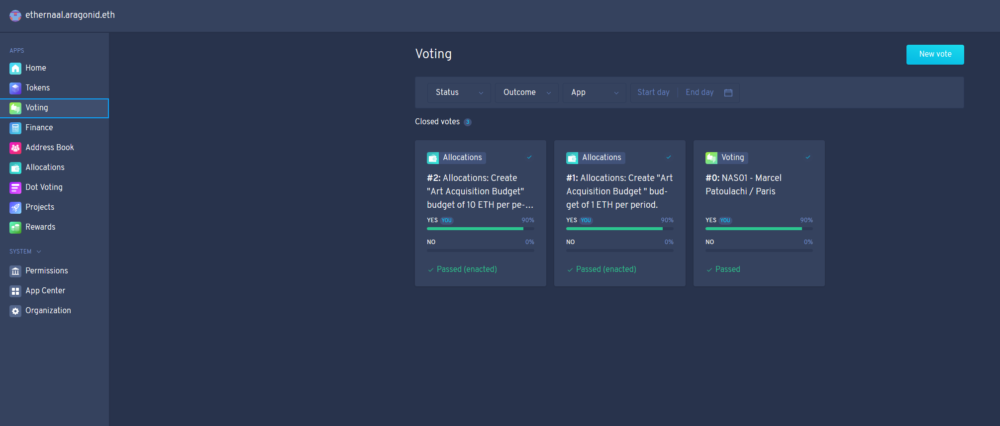 ethernaal.aragonid.eth
APPS
Home
Tokens
Voting
Finance
Address Book
Allocations
Dot Voting
Projects
Rewards
SYSTEM
Permissions
App Center
Organization
Voting
New vote
Status
Outcome
App
Start day
End day
Closed votes 3
Allocations
#2: Allocations: Create
"Art Acquisition Budget"
budget of 10 ETH per pe-...
YES YOU 90%
NO 0%
Passed (enacted)
Allocations
#1: Allocations: Create "Art
Acquisition Budget " bud-
get of 1 ETH per period.
YES YOU 90%
NO 0%
Passed (enacted)
Voting
#0: NAS01 - Marcel
Patoulachi / Paris
YES YOU 90%
NO 0%
Passed